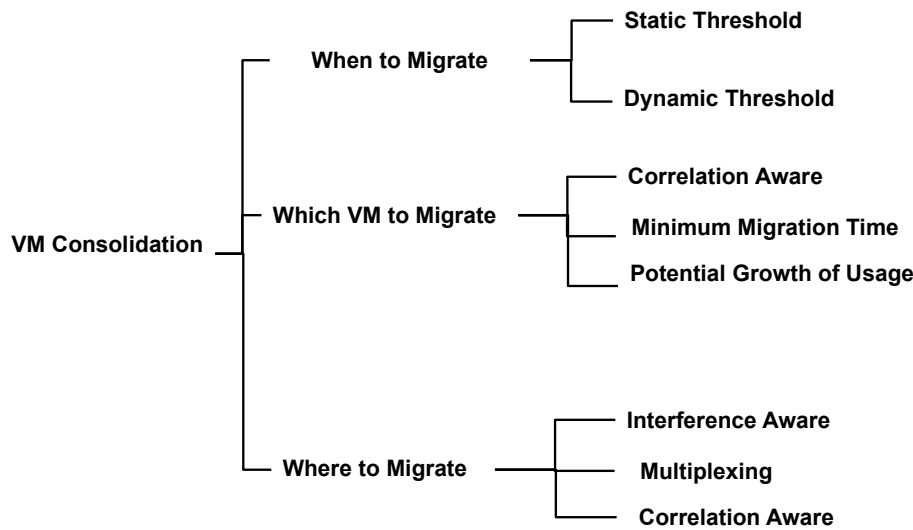 VM Consolidation
When to Migrate
Static Threshold
Dynamic Threshold
Which VM to Migrate
Correlation Aware
Minimum Migration Time
Potential Growth of Usage
Where to Migrate
Interference Aware
Multiplexing
Correlation Aware